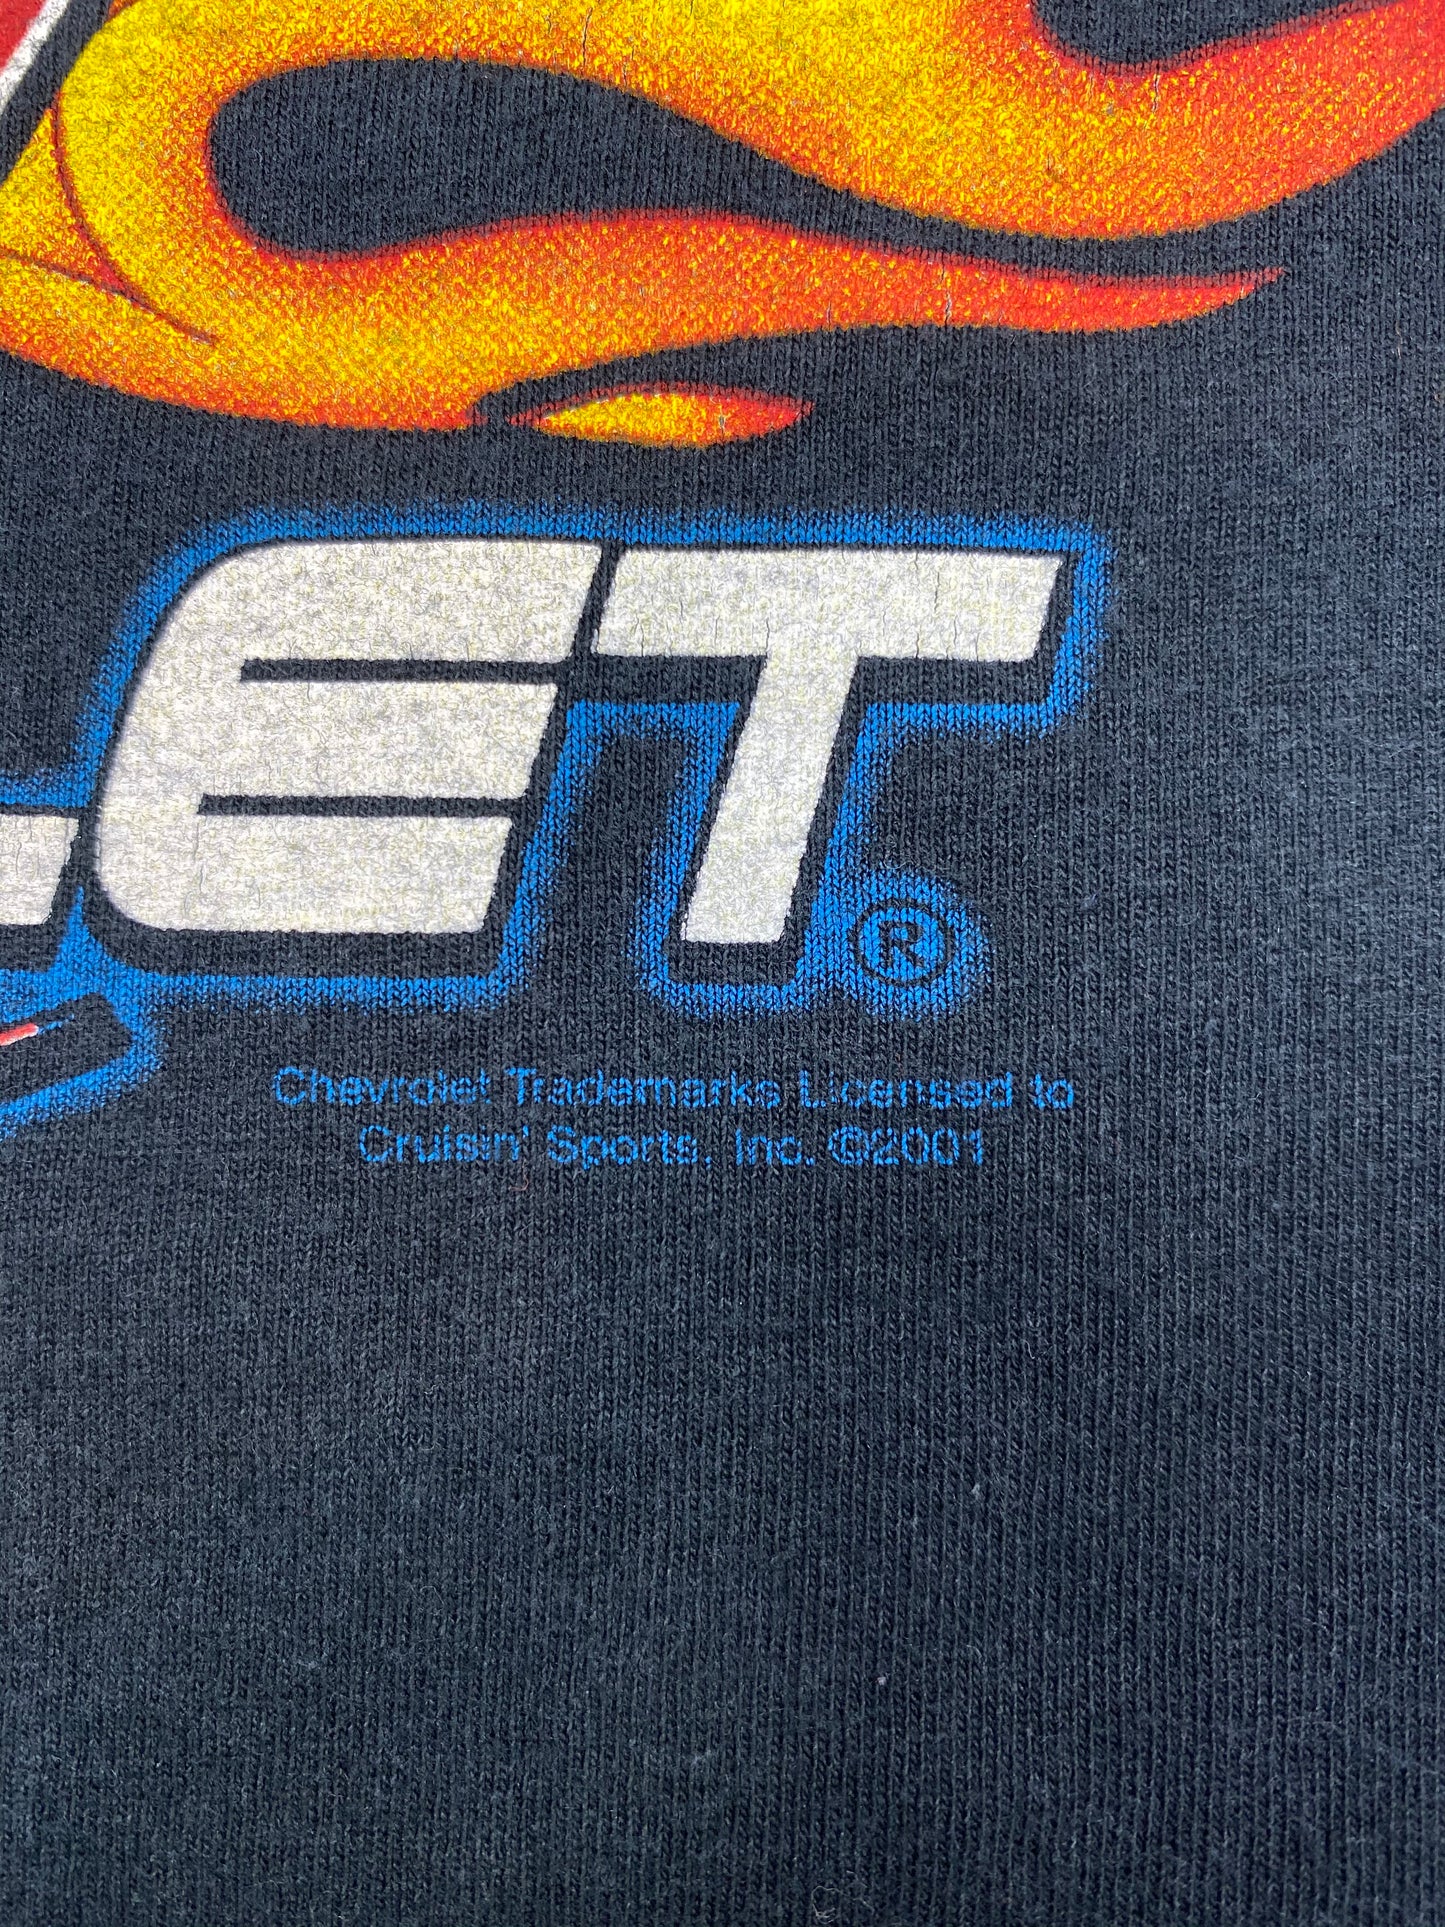 LET®
Chevrolet Trademarks Licensed to
Cruisin' Sports, Inc. ©2001